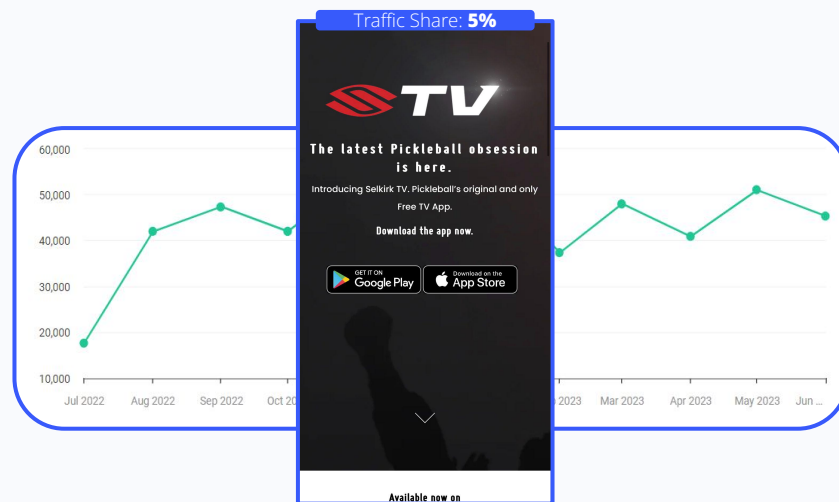 Traffic Share: 5%
TV
The latest Pickleball obsession
is here.
Introducing Selkirk TV. Pickleball's original and only
Free TV App.
Download the app now.
GET IT ON
Google Play
Download on the
App Store
Available now on
60,000
50,000
40,000
30,000
20,000
10,000
Jul 2022
Aug 2022
Sep 2022
Oct 20
2023
Mar 2023
Apr 2023
May 2023
Jun ...